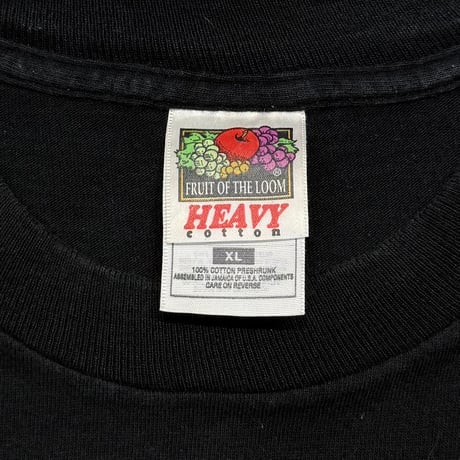 ®
FRUIT OF THE LOOM
HEAVY
cotton
XL
100% COTTON PRESHRUNK
ASSEMBLED IN JAMAICA OF U.S.A. COMPONENTS
CARE ON REVERSE